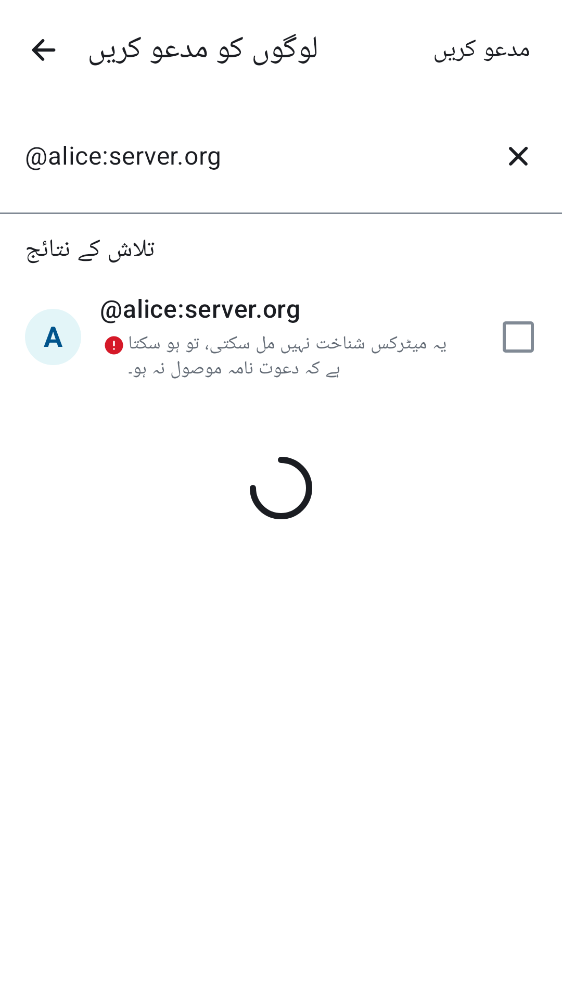 لوگوں کو مدعو کریں
مدعو کریں
@alice:server.org
تلاش کے نتائج
A
@alice:server.org
یہ میٹرکس شناخت نہیں مل سکتی، تو ہو سکتا
ہے کہ دعوت نامہ موصول نہ ہو۔